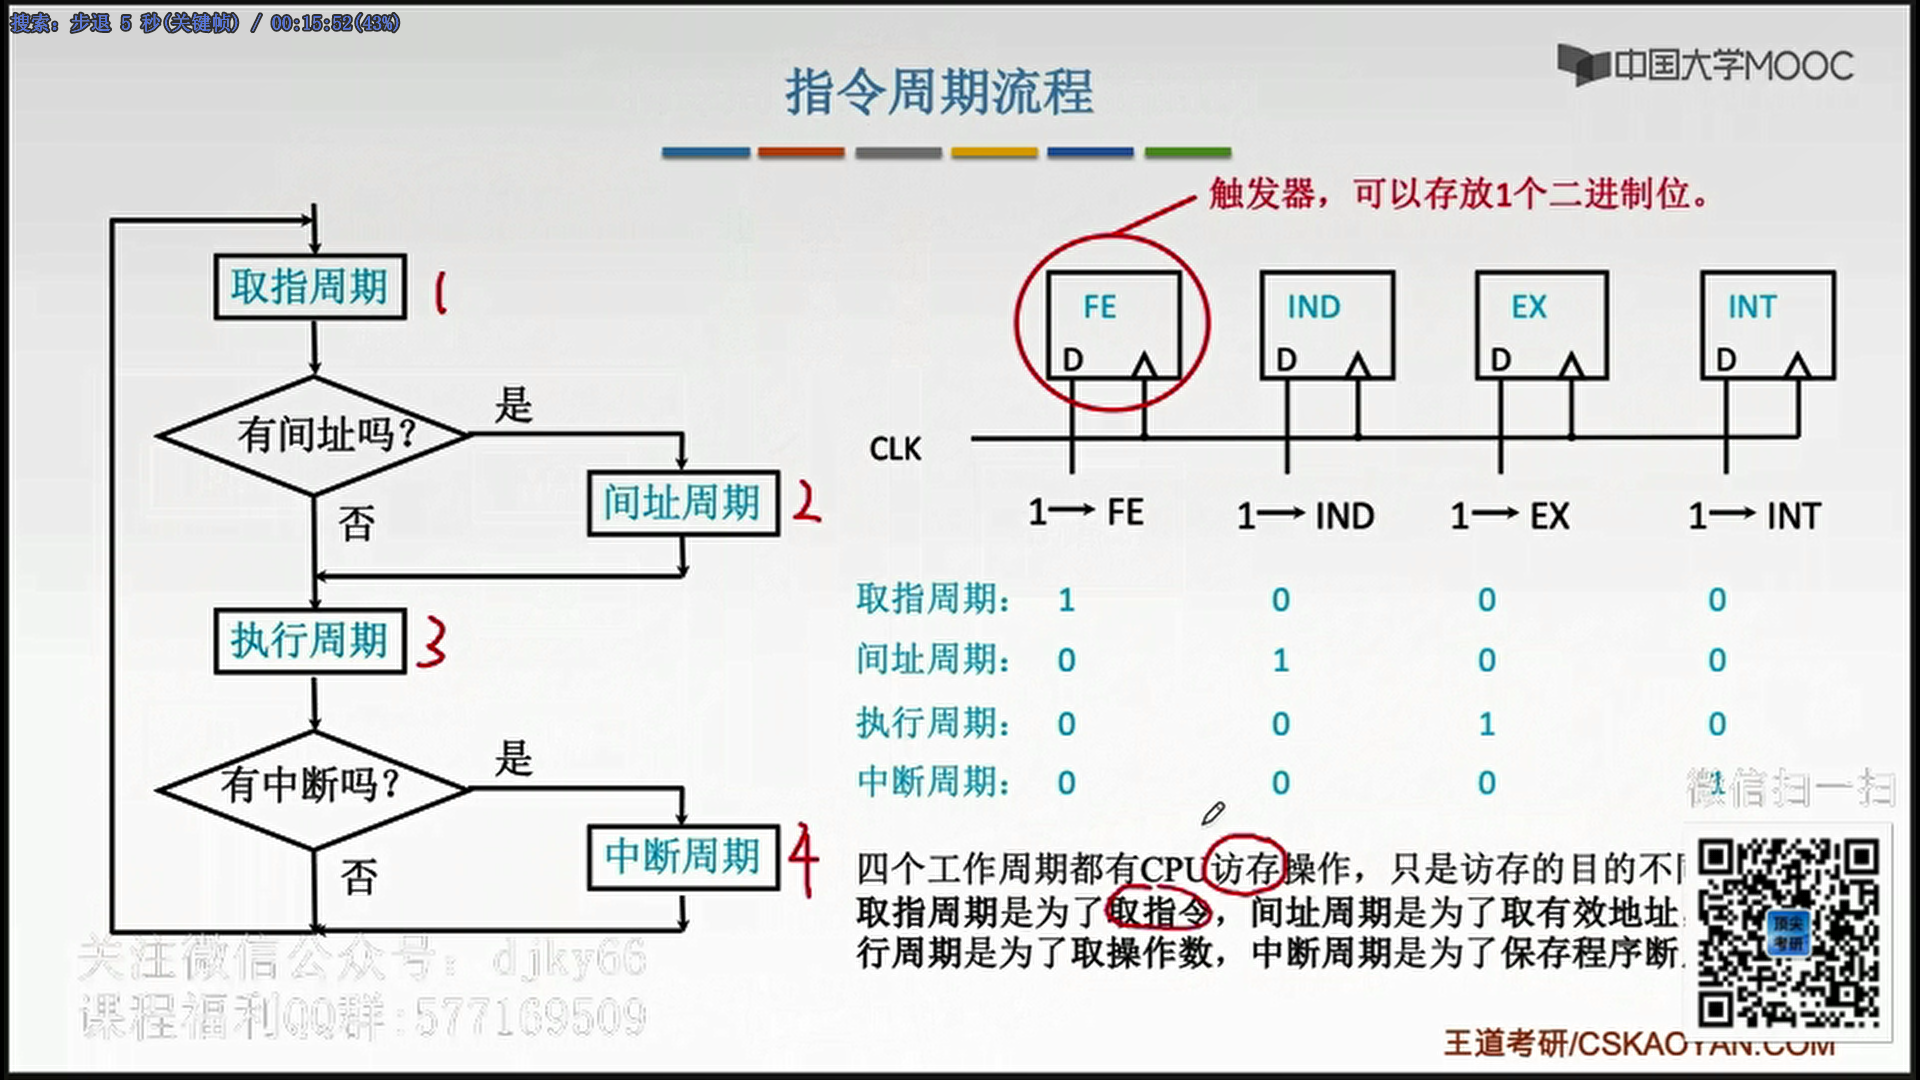 搜索: 步退 5 秒(关键帧) / 00:15:52(43%)
中国大学MOOC
指令周期流程
触发器，可以存放1个二进制位。
取指周期 1
有间址吗？
是
间址周期 2
否
执行周期 3
有中断吗？
是
中断周期 4
否
FE IND EX INT
D D D D
CLK
1→ FE 1→ IND 1→ EX 1→ INT
取指周期： 1 0 0 0
间址周期： 0 1 0 0
执行周期： 0 0 1 0
中断周期： 0 0 0 1
微信扫一扫
四个工作周期都有CPU访存操作，只是访存的目的不
取指周期是为了取指令，间址周期是为了取有效地址
行周期是为了取操作数，中断周期是为了保存程序断
顶尖
考研
关注微信公众号：djky66
课程福利QQ群:577169509
王道考研/CSKAOYAN.COM